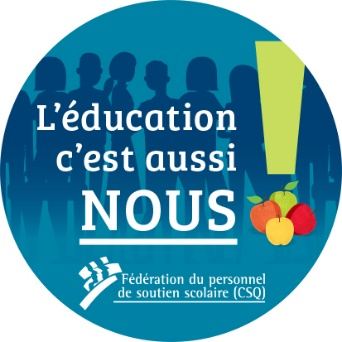 L'éducation
c'est aussi
NOUS !
Fédération du personnel
de soutien scolaire (CSQ)